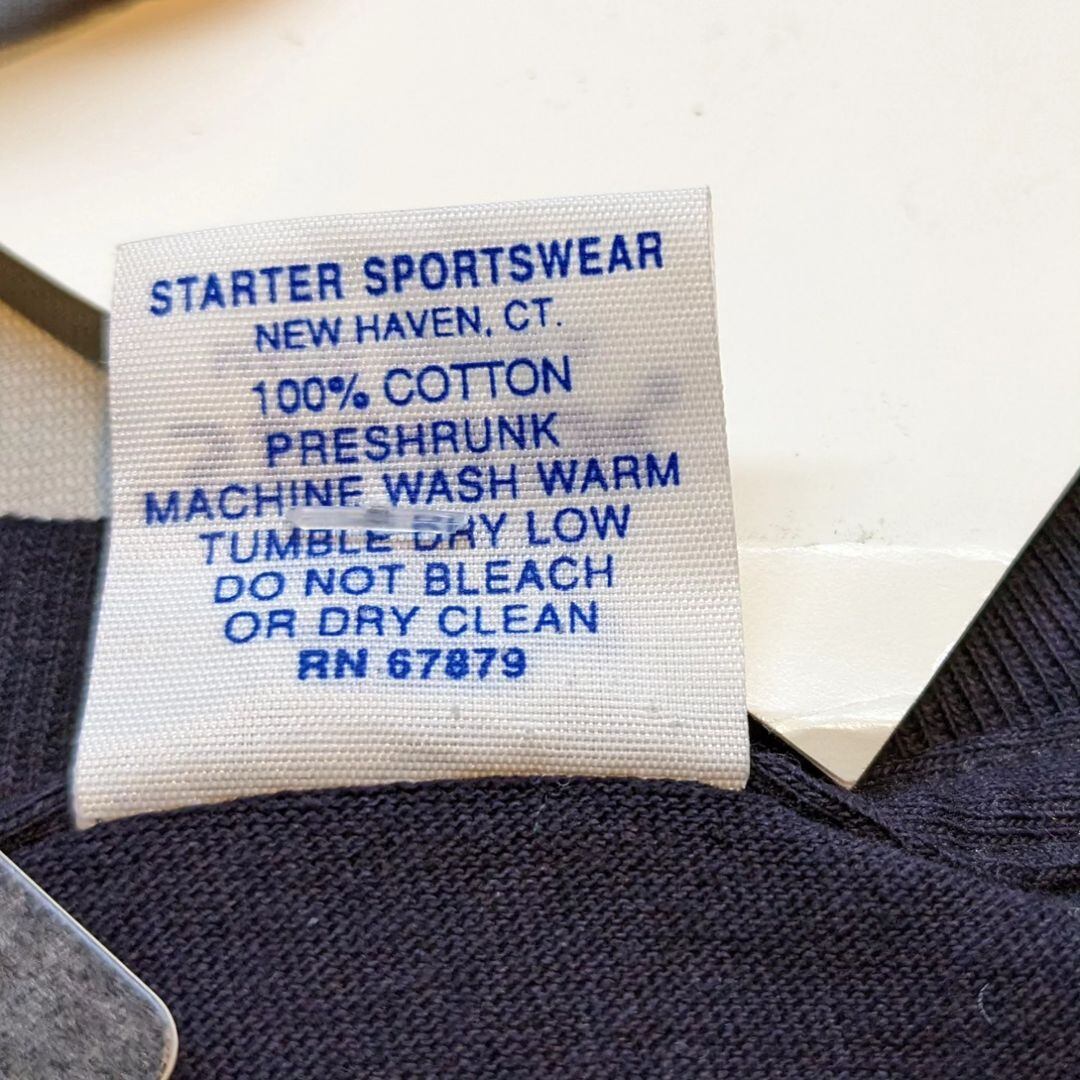 STARTER SPORTSWEAR
NEW HAVEN, CT.
100% COTTON
PRESHRUNK
MACHINE WASH WARM
TUMBLE DRY LOW
DO NOT BLEACH
OR DRY CLEAN
RN 67879